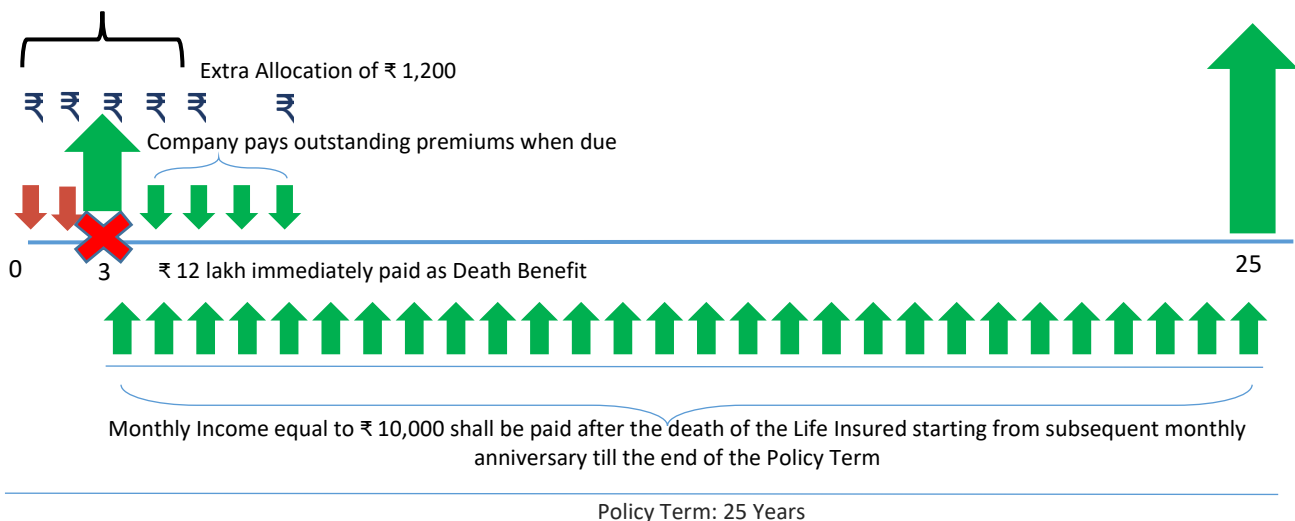 Extra Allocation of ₹ 1,200
₹ ₹ ₹ ₹ ₹ ₹
Company pays outstanding premiums when due
0 3 ₹ 12 lakh immediately paid as Death Benefit 25
Monthly Income equal to ₹ 10,000 shall be paid after the death of the Life Insured starting from subsequent monthly
anniversary till the end of the Policy Term
Policy Term: 25 Years